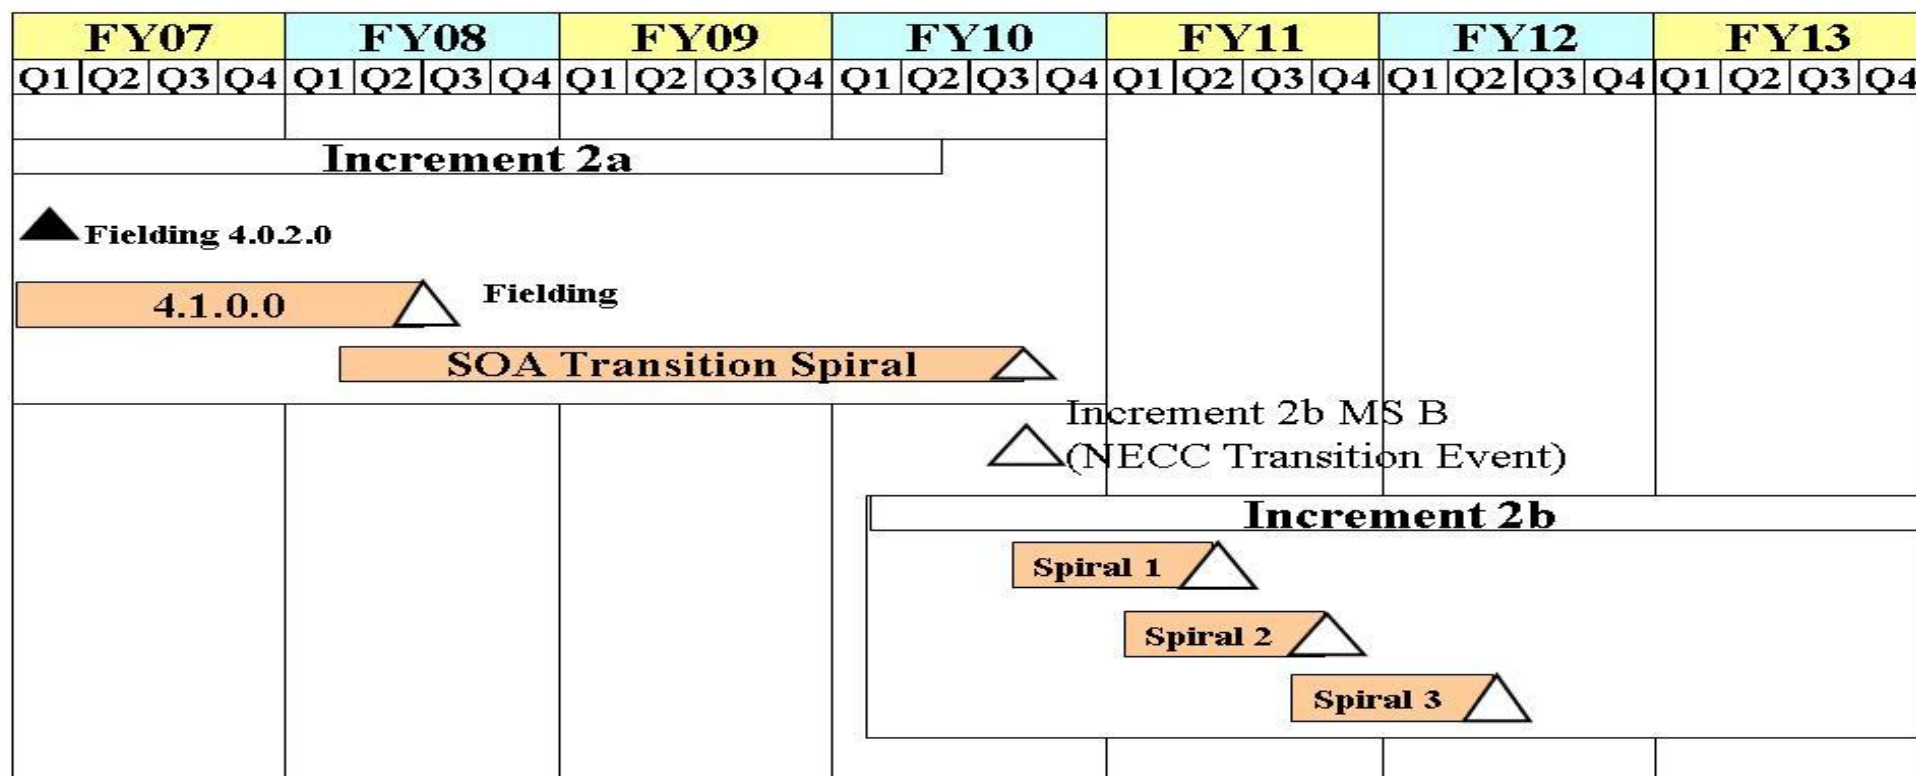 FY07 FY08 FY09 FY10 FY11 FY12 FY13
Q1 Q2 Q3 Q4 Q1 Q2 Q3 Q4 Q1 Q2 Q3 Q4 Q1 Q2 Q3 Q4 Q1 Q2 Q3 Q4 Q1 Q2 Q3 Q4 Q1 Q2 Q3 Q4
Increment 2a
Fielding 4.0.2.0
4.1.0.0 Fielding
SOA Transition Spiral
Increment 2b MS B
(NECC Transition Event)
Increment 2b
Spiral 1
Spiral 2
Spiral 3